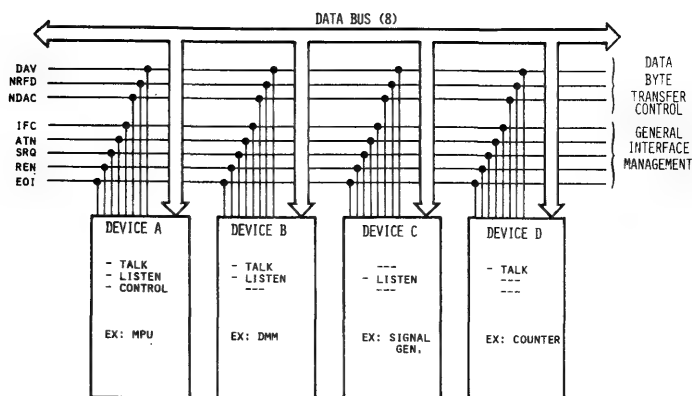 DATA BUS (8)
DAV
NRFD
NDAC
IFC
ATN
SRQ
REN
EOI
DATA
BYTE
TRANSFER
CONTROL
GENERAL
INTERFACE
MANAGEMENT
DEVICE A
- TALK
- LISTEN
- CONTROL
EX: MPU
DEVICE B
- TALK
- LISTEN
---
EX: DMM
DEVICE C
---
- LISTEN
---
EX: SIGNAL
GEN.
DEVICE D
- TALK
---
---
EX: COUNTER